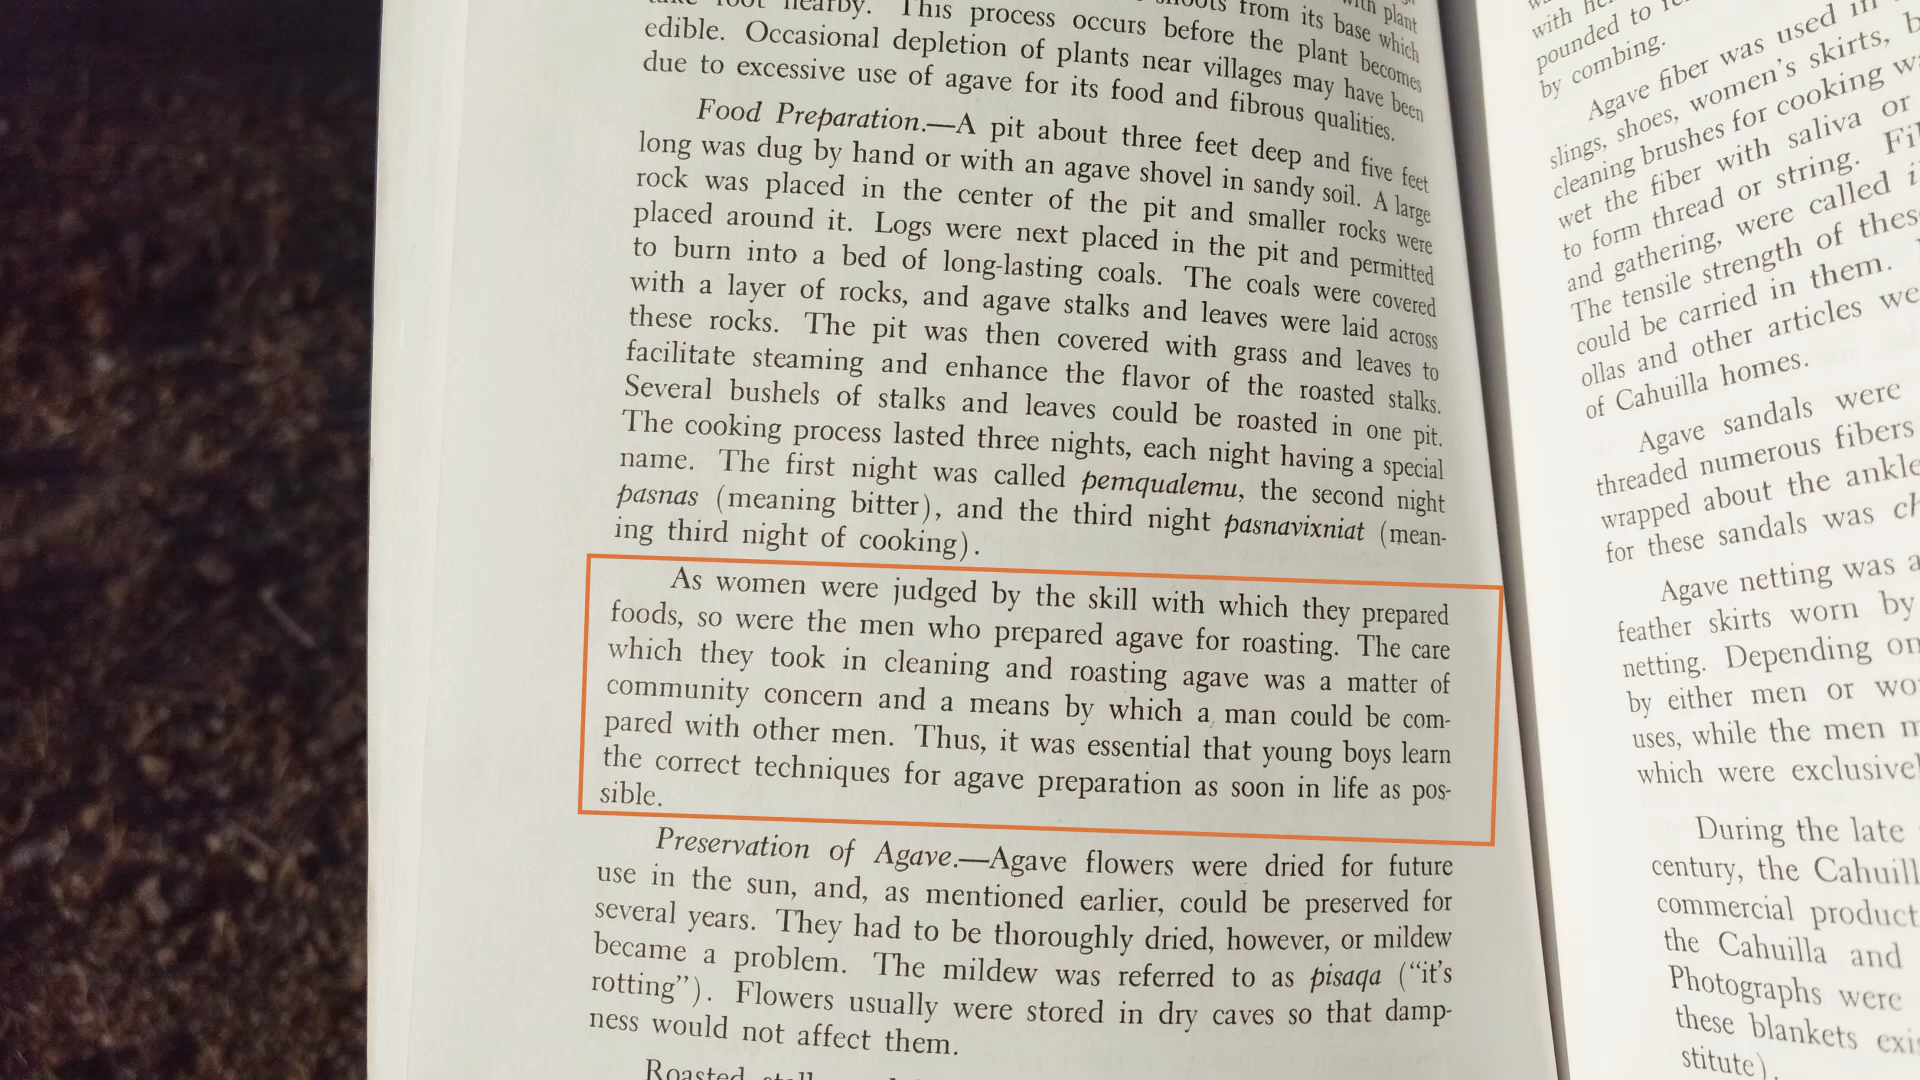 from its base which
nearby. This process occurs before the plant becomes
edible. Occasional depletion of plants near villages may have been
due to excessive use of agave for its food and fibrous qualities.
Food Preparation.—A pit about three feet deep and five feet
long was dug by hand or with an agave shovel in sandy soil. A large
rock was placed in the center of the pit and smaller rocks were
placed around it. Logs were next placed in the pit and permitted
to burn into a bed of long-lasting coals. The coals were covered
with a layer of rocks, and agave stalks and leaves were laid across
these rocks. The pit was then covered with grass and leaves to
facilitate steaming and enhance the flavor of the roasted stalks.
Several bushels of stalks and leaves could be roasted in one pit.
The cooking process lasted three nights, each night having a special
name. The first night was called pemqualemu, the second night
pasnas (meaning bitter), and the third night pasnavixniat (mean-
ing third night of cooking).
As women were judged by the skill with which they prepared
foods, so were the men who prepared agave for roasting. The care
which they took in cleaning and roasting agave was a matter of
community concern and a means by which a man could be com-
pared with other men. Thus, it was essential that young boys learn
the correct techniques for agave preparation as soon in life as pos-
sible.
Preservation of Agave.—Agave flowers were dried for future
use in the sun, and, as mentioned earlier, could be preserved for
several years. They had to be thoroughly dried, however, or mildew
became a problem. The mildew was referred to as pisaqa ("it's
rotting"). Flowers usually were stored in dry caves so that damp-
ness would not affect them.
Roasted
with
pounded to
by combing.
Agave fiber was used in
slings, shoes, women's skirts,
cleaning brushes for cooking
wet the fiber with saliva or
to form thread or string.
and gathering, were called
The tensile strength of
could be carried in them.
ollas and other articles
of Cahuilla homes.
Agave sandals were
threaded numerous fibers
wrapped about the
for these sandals was
Agave netting was
feather skirts worn by
netting. Depending on
by either men or
uses, while the men
which were
During the late
century, the
commercial
the Cahuilla and
Photographs were
these blankets
stitute).